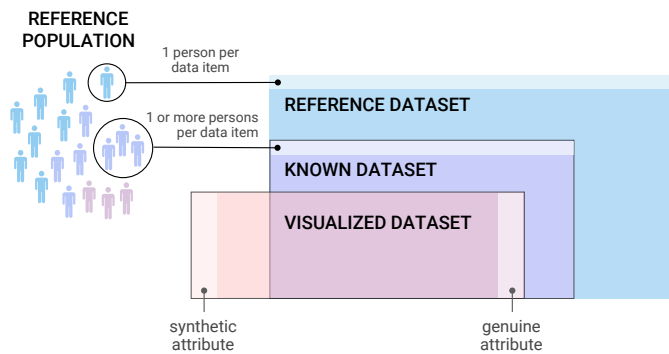 REFERENCE
POPULATION
1 person per
data item
REFERENCE DATASET
1 or more persons
per data item
KNOWN DATASET
VISUALIZED DATASET
synthetic
attribute
genuine
attribute